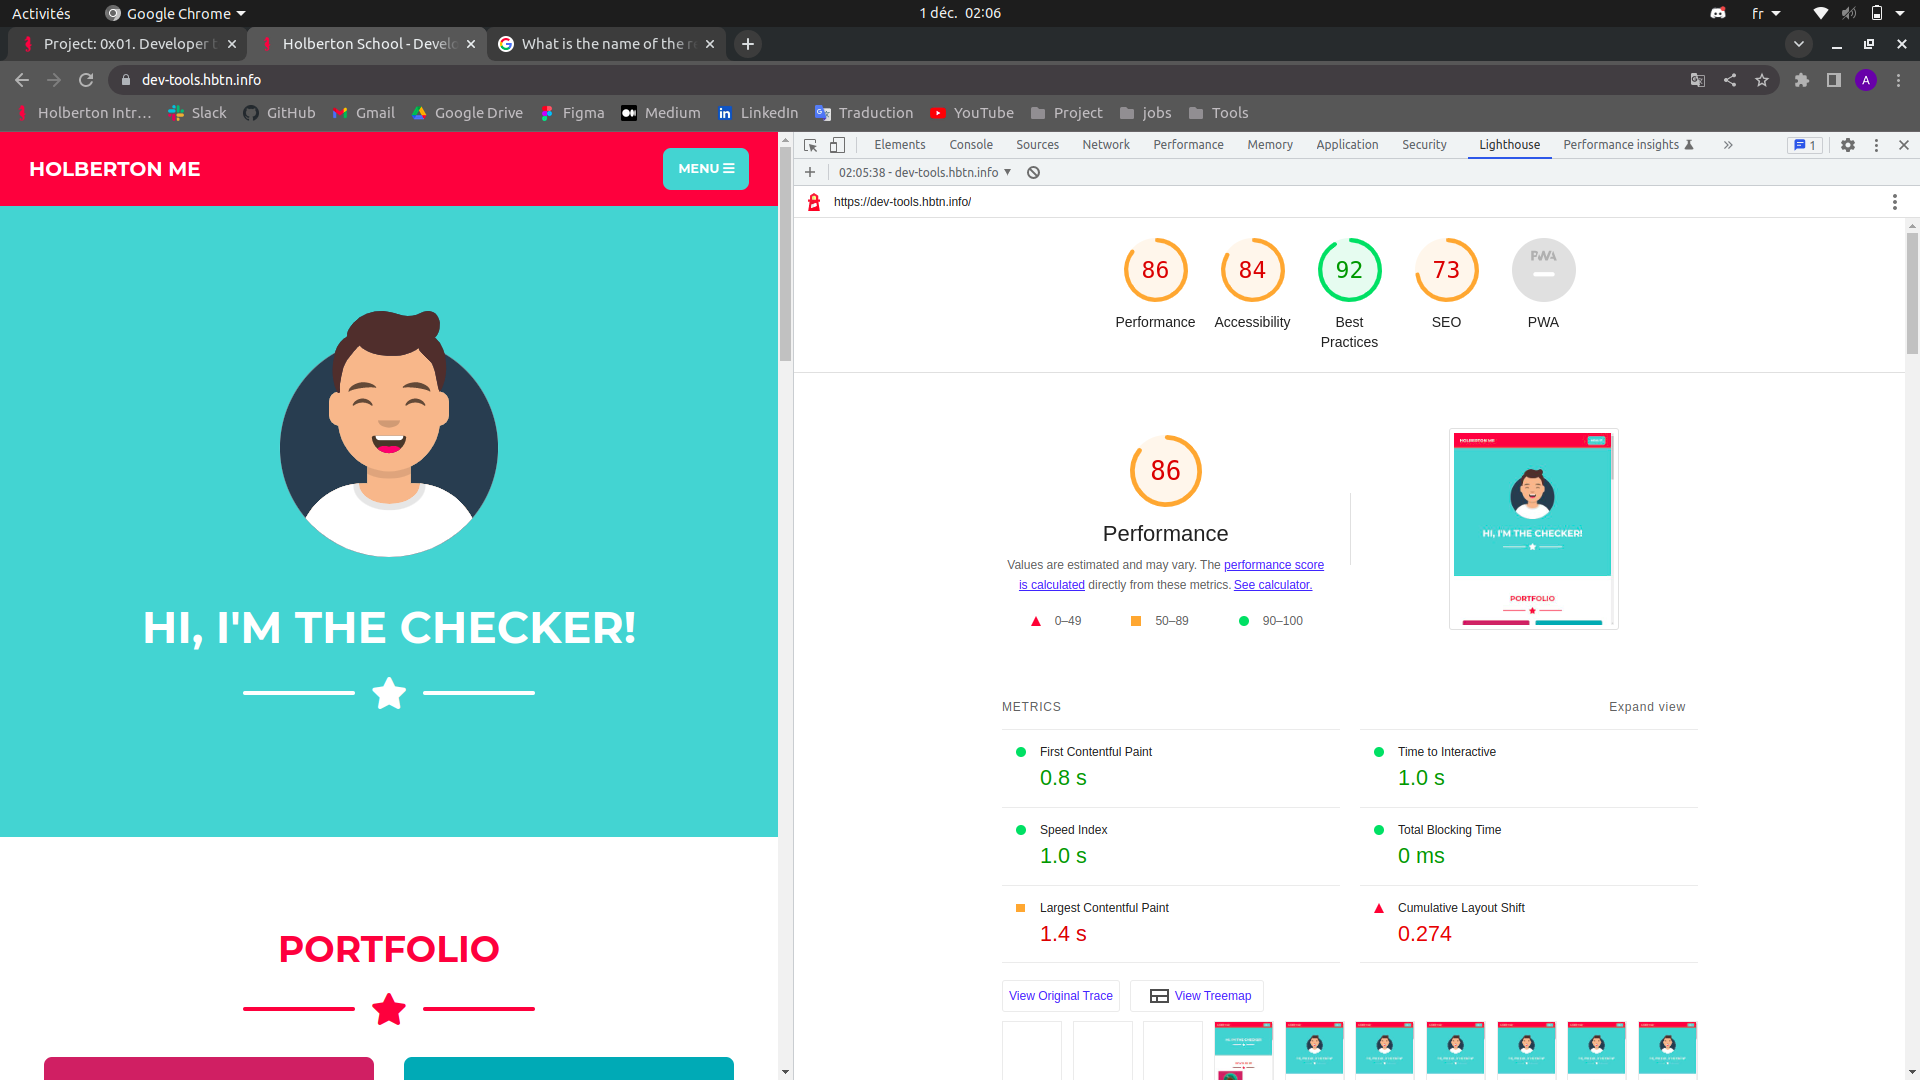 Activités
Google Chrome
1 déc. 02:06
fr
Project: 0x01. Developer t
Holberton School - Develo
What is the name of the r
dev-tools.hbtn.info
A
Holberton Intr…
Slack
GitHub
Gmail
Google Drive
Figma
Medium
LinkedIn
Traduction
YouTube
Project
jobs
Tools
HOLBERTON ME
MENU
HI, I'M THE CHECKER!
PORTFOLIO
Elements
Console
Sources
Network
Performance
Memory
Application
Security
Lighthouse
Performance insights
1
02:05:38 - dev-tools.hbtn.info
https://dev-tools.hbtn.info/
86
84
92
73
PWA
Performance
Accessibility
Best
Practices
SEO
PWA
86
Performance
Values are estimated and may vary. The performance score
is calculated directly from these metrics. See calculator.
0–49
50–89
90–100
HOLBERTON ME
HI, I'M THE CHECKER!
PORTFOLIO
METRICS
Expand view
First Contentful Paint
0.8 s
Time to Interactive
1.0 s
Speed Index
1.0 s
Total Blocking Time
0 ms
Largest Contentful Paint
1.4 s
Cumulative Layout Shift
0.274
View Original Trace
View Treemap